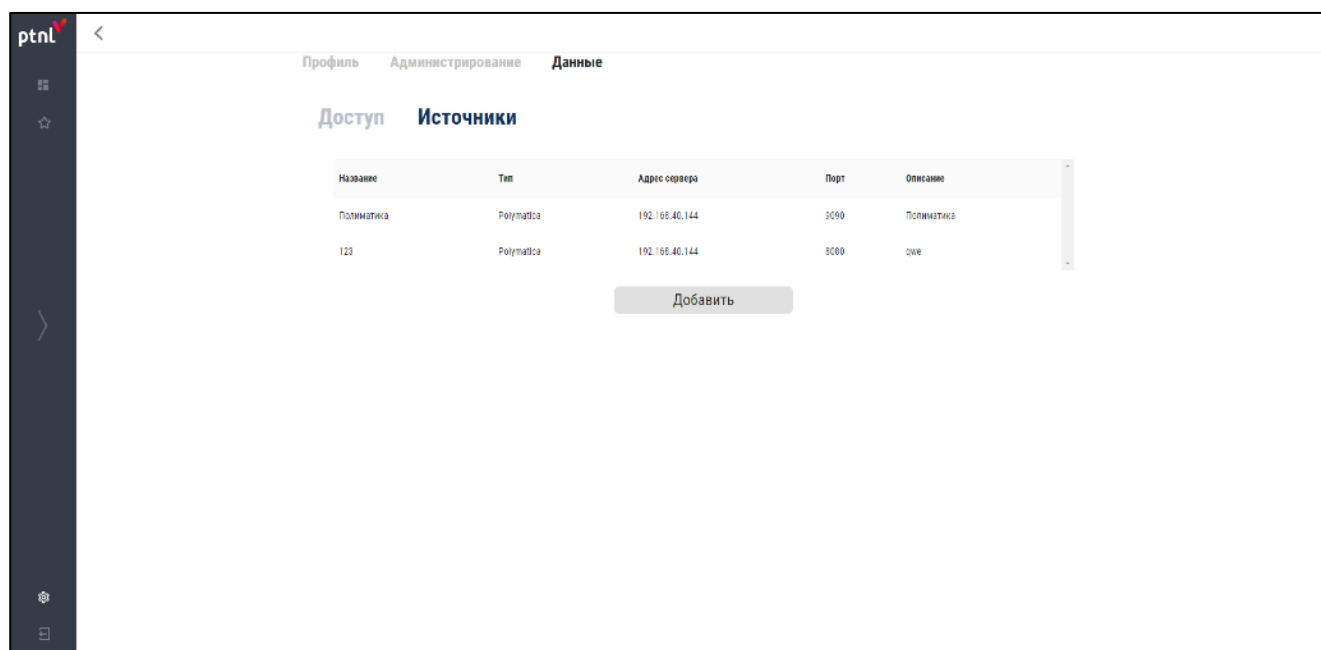 ptnl
Профиль Администрирование Данные
Доступ Источники
Название Тип Адрес сервера Порт Описание
Полиматика Polymatica 192.168.40.144 9090 Полиматика
123 Polymatica 192.168.40.144 8080 qwe
Добавить